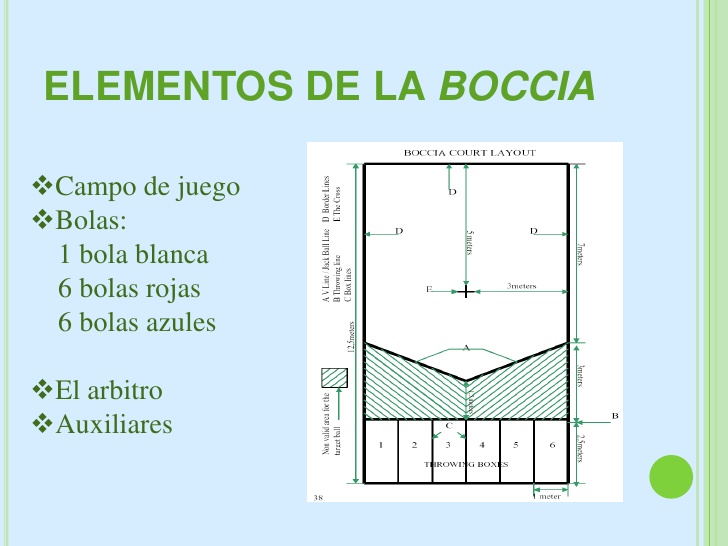 ELEMENTOS DE LA BOCCIA
❖Campo de juego
❖Bolas:
1 bola blanca
6 bolas rojas
6 bolas azules
❖El arbitro
❖Auxiliares
BOCCIA COURT LAYOUT
A V Line / Jack Ball Line D Border Lines
B Throwing line E The Cross
C Box lines
D
D
D
5meters
7meters
E
3meters
12.5meters
A
3meters
Non valid area for the
target ball
B
C
1
2
3
4
5
6
2.5meters
THROWING BOXES
1 meter
38